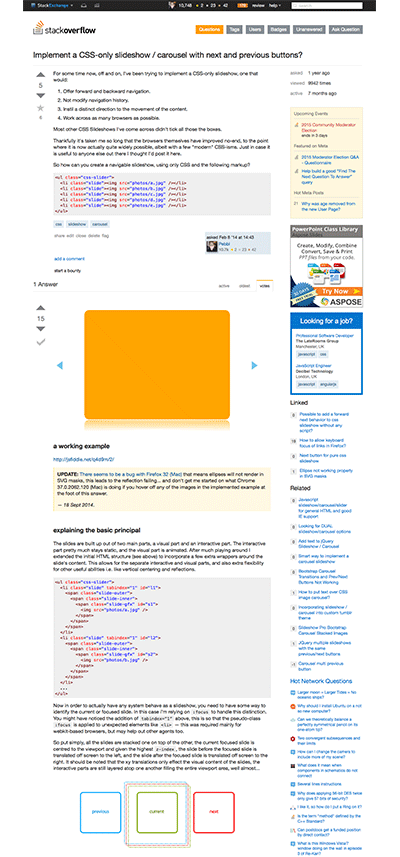 StackExchange
10,748
review
help
stackoverflow
Questions
Tags
Users
Badges
Unanswered
Ask Question
Implement a CSS-only slideshow / carousel with next and previous buttons?
5
For some time now, off and on, I've been trying to implement a CSS-only slideshow, one that
would:
1. Offer forward and backward navigation.
2. Not modify navigation history.
3. Instill a distinct direction to the movement of the content.
4. Work across as many browsers as possible.
Most other CSS Slideshows I've come across didn't tick all those boxes.
Thankfully it's taken me so long that the browsers themselves have improved no-end, to the point
where it is now actually quite widely possible, albeit with a few "modern" CSS-isms. Just in case it
is useful to anyone else out there I thought I'd post it here.
So how can you create a navigable slideshow, using only CSS and the following markup?
<ul class="css-slider">
<li class="slide"><img src="photos/a.jpg" /></li>
<li class="slide"><img src="photos/b.jpg" /></li>
<li class="slide"><img src="photos/c.jpg" /></li>
<li class="slide"><img src="photos/d.jpg" /></li>
</ul>
css
slideshow
carousel
share edit close delete flag
asked Feb 6 '14 at 14:43
Pebbl
add a comment
start a bounty
1 Answer
active
oldest
votes
15
a working example
UPDATE: There seems to be a bug with Firefox 32 (Mac) that means ellipses will not render
in SVG masks, this leads to the reflection failing... and don't get me started on what Chrome
37.0.2062.120 (Mac) is doing if you hover off of any of the images in the implemented example at
the foot of this answer.
— 18 Sept 2014.
explaining the basic principal
The slides are built up out of two main parts, a visual part and an interactive part. The interactive
part pretty much stays static, and the visual part is animated. After much playing around I
extended the initial HTML structure (see above) to incorporate a few extra wrappers around the
slide's content. This allows for the separate interactive and visual parts, and also extra flexibility
for other useful abilities i.e. like vertical centering and reflections.
<ul class="css-slider">
<li class="slide" tabindex="1" id="l1">
<span class="slide-outer">
<span class="slide-inner">
<span class="slide-gfx" id="s1">
<img src="photos/a.jpg" />
</span>
</span>
</span>
</li>
<li class="slide" tabindex="1" id="l2">
<span class="slide-outer">
<span class="slide-inner">
<span class="slide-gfx" id="s2">
<img src="photos/b.jpg" />
</span>
</span>
</span>
</li>
...
</ul>
Now in order to actually have any system behave as a slideshow, you need to have some way to
identify the current or focused slide. In this case I'm relying on :focus to handle this distinction.
You might have noticed the addition of tabindex="1" above, this is so that the pseudo-class
:focus is applied to unexpected elements like <li> — this was required mainly for
webkit-based browsers, but may help out other agents too.
So put simply, all the slides are stacked one on top of the other, the current focused slide is
centred to the viewport and given the highest z-index, the slide before the focused slide is
translated off screen to the left, and the slide after the focused slide is translated off screen to the
right. It should be noted that the x/y translations only effect the visual content of the slides, the
interactive parts are still layered atop one another filling the entire viewport area, well almost...
previous
current
next
asked 1 year ago
viewed 8942 times
active 7 months ago
Upcoming Events
2015 Community Moderator
Election
ends in 5 days
Featured on Meta
2015 Moderator Election Q&A
- Questionnaire
Help build a good "Find The
Next Question To Answer"
query
Hot Meta Posts
Why was age removed from
the new User Page?
PowerPoint Class Library
Create, Modify, Combine
Convert, Save & Print
PPT files from your code.
Try Now
ASPOSE
Looking for a job?
Professional Software Developer
The LateRooms Group
Manchester, UK
javascript
css
JavaScript Engineer
Decibel Technology
London, UK
javascript
angularjs
Linked
Possible to add a forward
next behavior to css
slideshow without any
script?
How to allow keyboard
focus of links in Firefox?
Next button for pure css
slideshow
Ellipse not working properly
in SVG masks
Related
Javascript
slideshow/carousel/slider
for general HTML and good
IE support
Looking for DUAL
slideshow/carousel options
Add text to jQuery
Slideshow / Carousel
Smart way to implement a
carousel slideshow
Bootstrap Carousel
Transitions and Prev/Next
Buttons Not Working
How to put text over CSS
image carousel?
Incorporating slideshow /
carousel into custom tumblr
theme
Slideshow Pro Bootstrap
Carousel Stacked Images
JQuery multiple slideshows
with the same
previous/next buttons
Carousel multi previous
button
Hot Network Questions
Larger moon = Larger Tides = No
seaside stops?
Why should I install Ubuntu on a not
so new computer?
Can we theoretically balance a
perfectly symmetrical pencil on its
one-atom tip?
Two convergent subsequences and
their limits
How can I change the camera to
include more of my scene?
What does it mean when
components in schematics do not
connect
Several lines instructions
Why does applying 56 bit DES twice
only give 57 bits of security?
I like it, so how do I put a Ring on it?
Is the term "method" defined by the
C++ Standard?
Can postdocs get a funded position
by direct contact?
What is this Windows Vista/7
window doing on the wall in episode